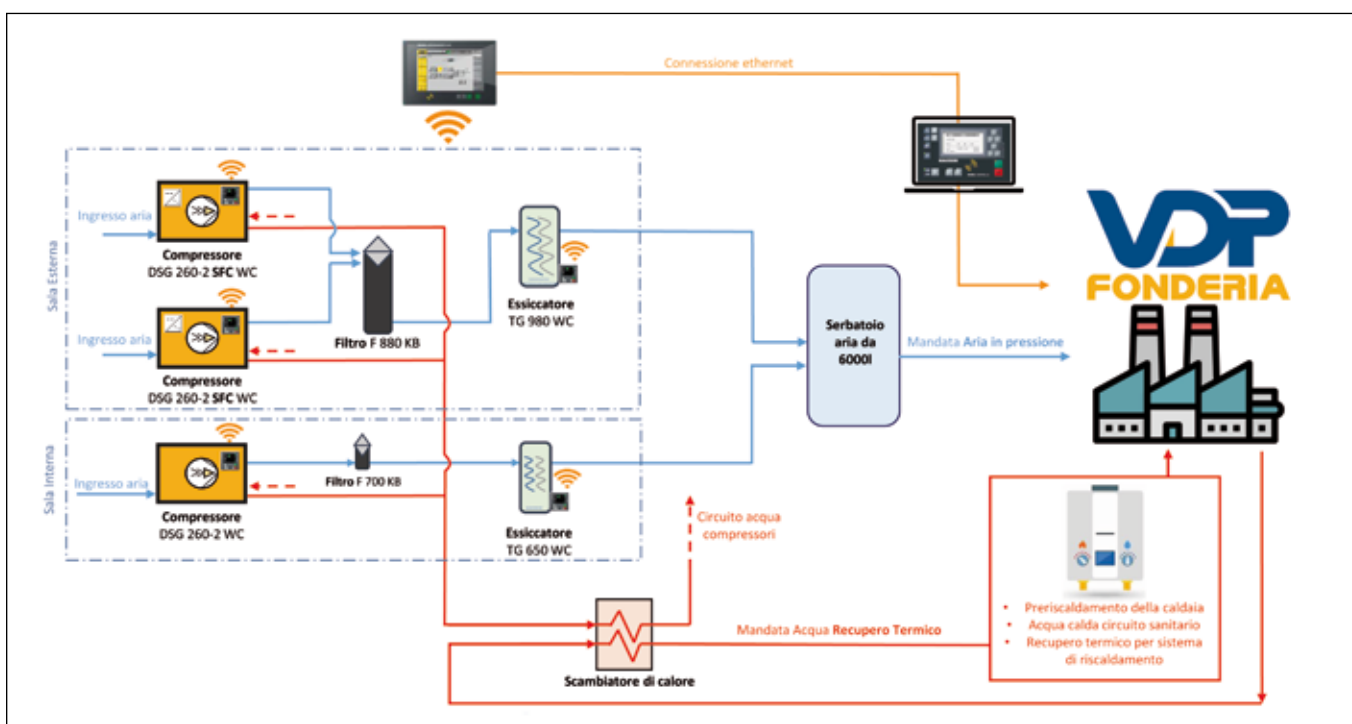 Connessione ethernet
Sala Esterna
Ingresso aria
Compressore
DSG 260-2 SFC WC
Ingresso aria
Compressore
DSG 260-2 SFC WC
Filtro F 880 KB
Essiccatore
TG 980 WC
Serbatoio
aria da
6000l
Mandata Aria in pressione
VDP
FONDERIA
Sala Interna
Ingresso aria
Compressore
DSG 260-2 WC
Filtro F 700 KB
Essiccatore
TG 650 WC
Circuito acqua
compressori
Scambiatore di calore
Mandata Acqua Recupero Termico
• Preriscaldamento della caldaia
• Acqua calda circuito sanitario
• Recupero termico per sistema
di riscaldamento